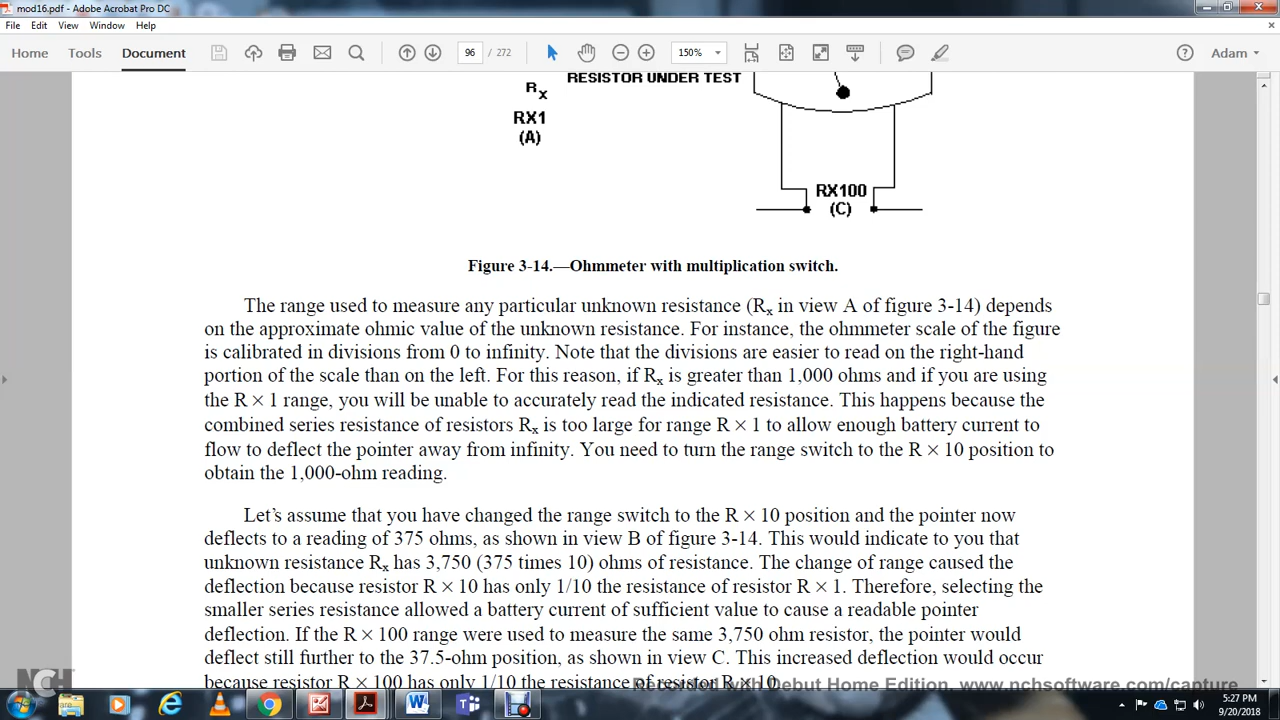 mod16.pdf - Adobe Acrobat Pro DC
File Edit View Window Help
Home Tools Document 96 / 272 150% Adam
RESISTOR UNDER TEST
Rx
RX1
(A)
RX100
(C)
Figure 3-14.—Ohmmeter with multiplication switch.
The range used to measure any particular unknown resistance (Rx in view A of figure 3-14) depends
on the approximate ohmic value of the unknown resistance. For instance, the ohmmeter scale of the figure
is calibrated in divisions from 0 to infinity. Note that the divisions are easier to read on the right-hand
portion of the scale than on the left. For this reason, if Rx is greater than 1,000 ohms and if you are using
the R × 1 range, you will be unable to accurately read the indicated resistance. This happens because the
combined series resistance of resistors Rx is too large for range R × 1 to allow enough battery current to
flow to deflect the pointer away from infinity. You need to turn the range switch to the R × 10 position to
obtain the 1,000-ohm reading.
Let's assume that you have changed the range switch to the R × 10 position and the pointer now
deflects to a reading of 375 ohms, as shown in view B of figure 3-14. This would indicate to you that
unknown resistance Rx has 3,750 (375 times 10) ohms of resistance. The change of range caused the
deflection because resistor R × 10 has only 1/10 the resistance of resistor R × 1. Therefore, selecting the
smaller series resistance allowed a battery current of sufficient value to cause a readable pointer
deflection. If the R × 100 range were used to measure the same 3,750 ohm resistor, the pointer would
deflect still further to the 37.5-ohm position, as shown in view C. This increased deflection would occur
because resistor R × 100 has only 1/10 the resistance of resistor R × 10.
Recorded with Debut Home Edition. www.nchsoftware.com/capture
NCH
5:27 PM
9/20/2018